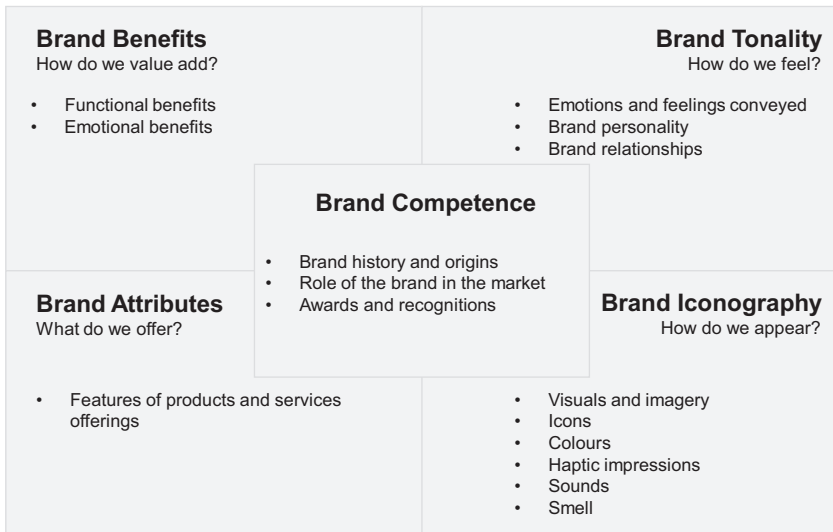 Brand Benefits
How do we value add?
• Functional benefits
• Emotional benefits
Brand Tonality
How do we feel?
• Emotions and feelings conveyed
• Brand personality
• Brand relationships
Brand Competence
• Brand history and origins
• Role of the brand in the market
• Awards and recognitions
Brand Attributes
What do we offer?
• Features of products and services
offerings
Brand Iconography
How do we appear?
• Visuals and imagery
• Icons
• Colours
• Haptic impressions
• Sounds
• Smell